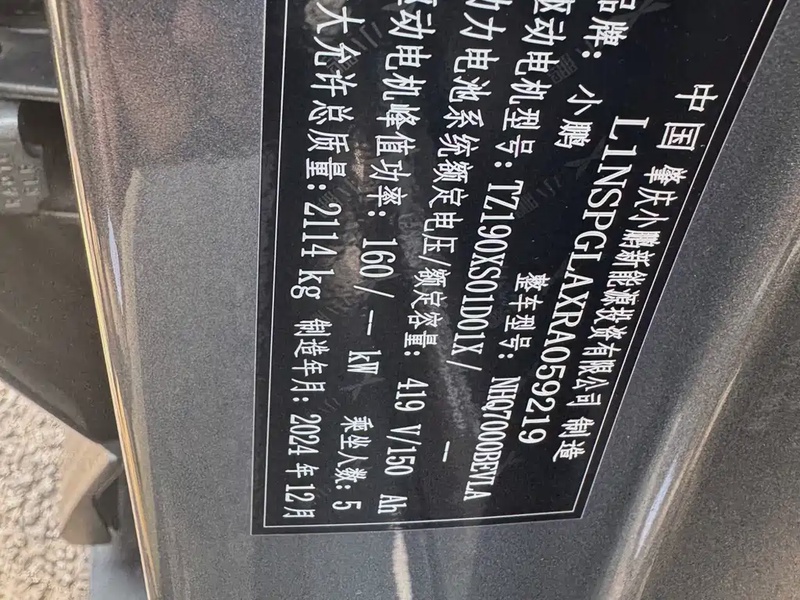 中国 肇庆小鹏新能源投资有限公司 制造
L1NSPGLAXRA059219
品牌: 小鹏 整车型号: NHQ7000BEVLA
驱动电机型号: TZ190XS01D01X/—
动力电池系统额定电压/额定容量: 419 V/150 Ah
驱动电机峰值功率: 160/— kW 乘坐人数: 5
大允许总质量: 2114 kg 制造年月: 2024年12月